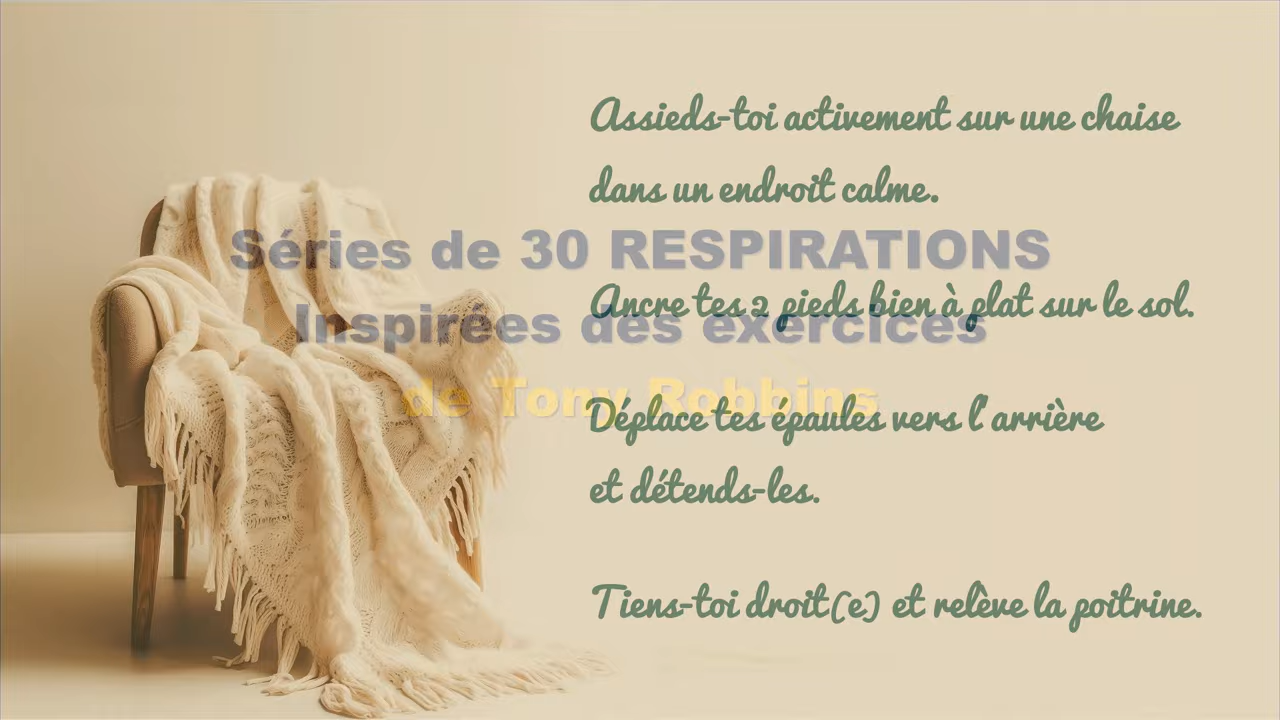 Assieds-toi activement sur une chaise
dans un endroit calme.
Séries de 30 RESPIRATIONS
Ancre tes 2 pieds bien à plat sur le sol.
Inspirées des exercices
de Tony Robbins
Déplace tes épaules vers l'arrière
et détends-les.
Tiens-toi droit(e) et relève la poitrine.